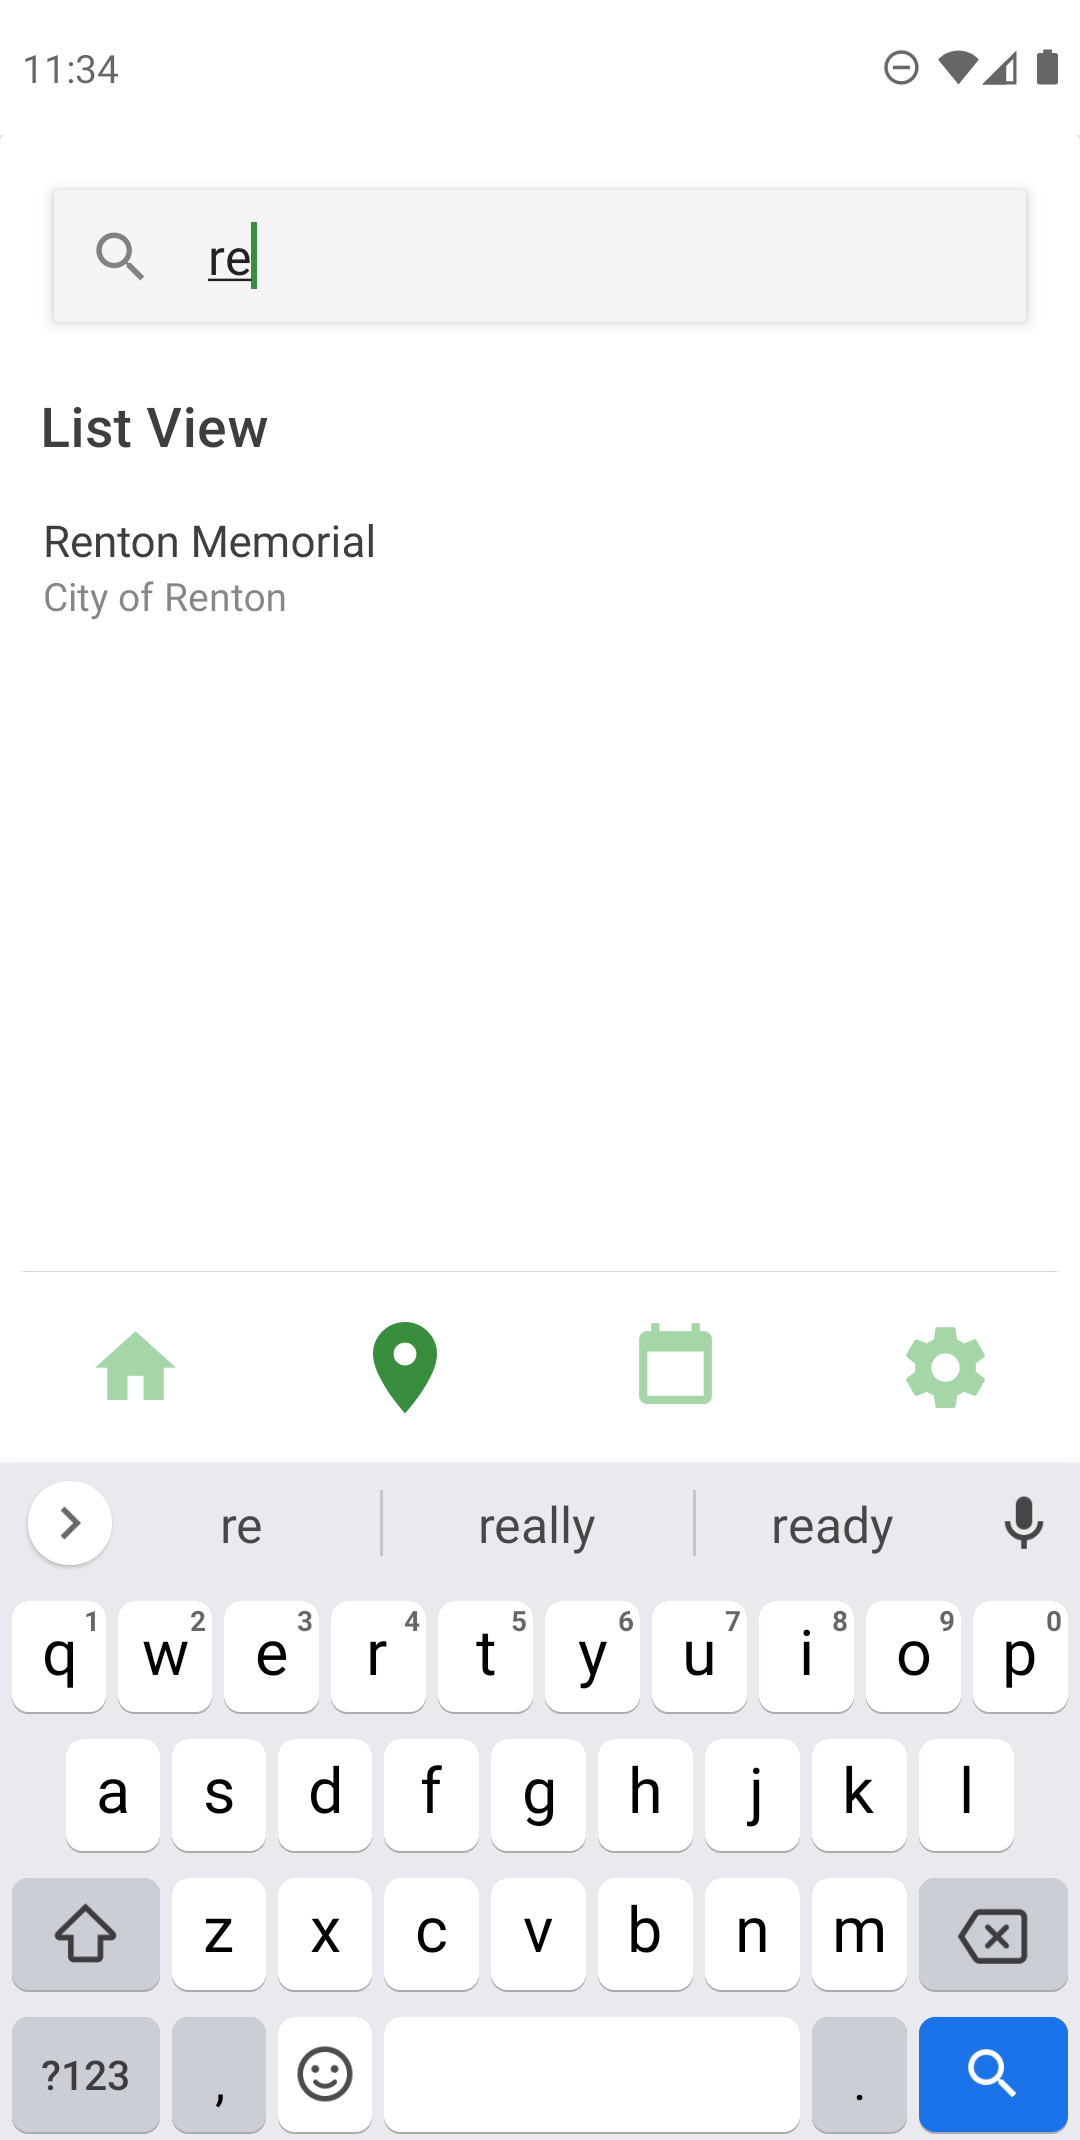 11:34
re
List View
Renton Memorial
City of Renton
re really ready
q 1 w 2 e 3 r 4 t 5 y 6 u 7 i 8 o 9 p 0
a s d f g h j k l
z x c v b n m
?123 , .